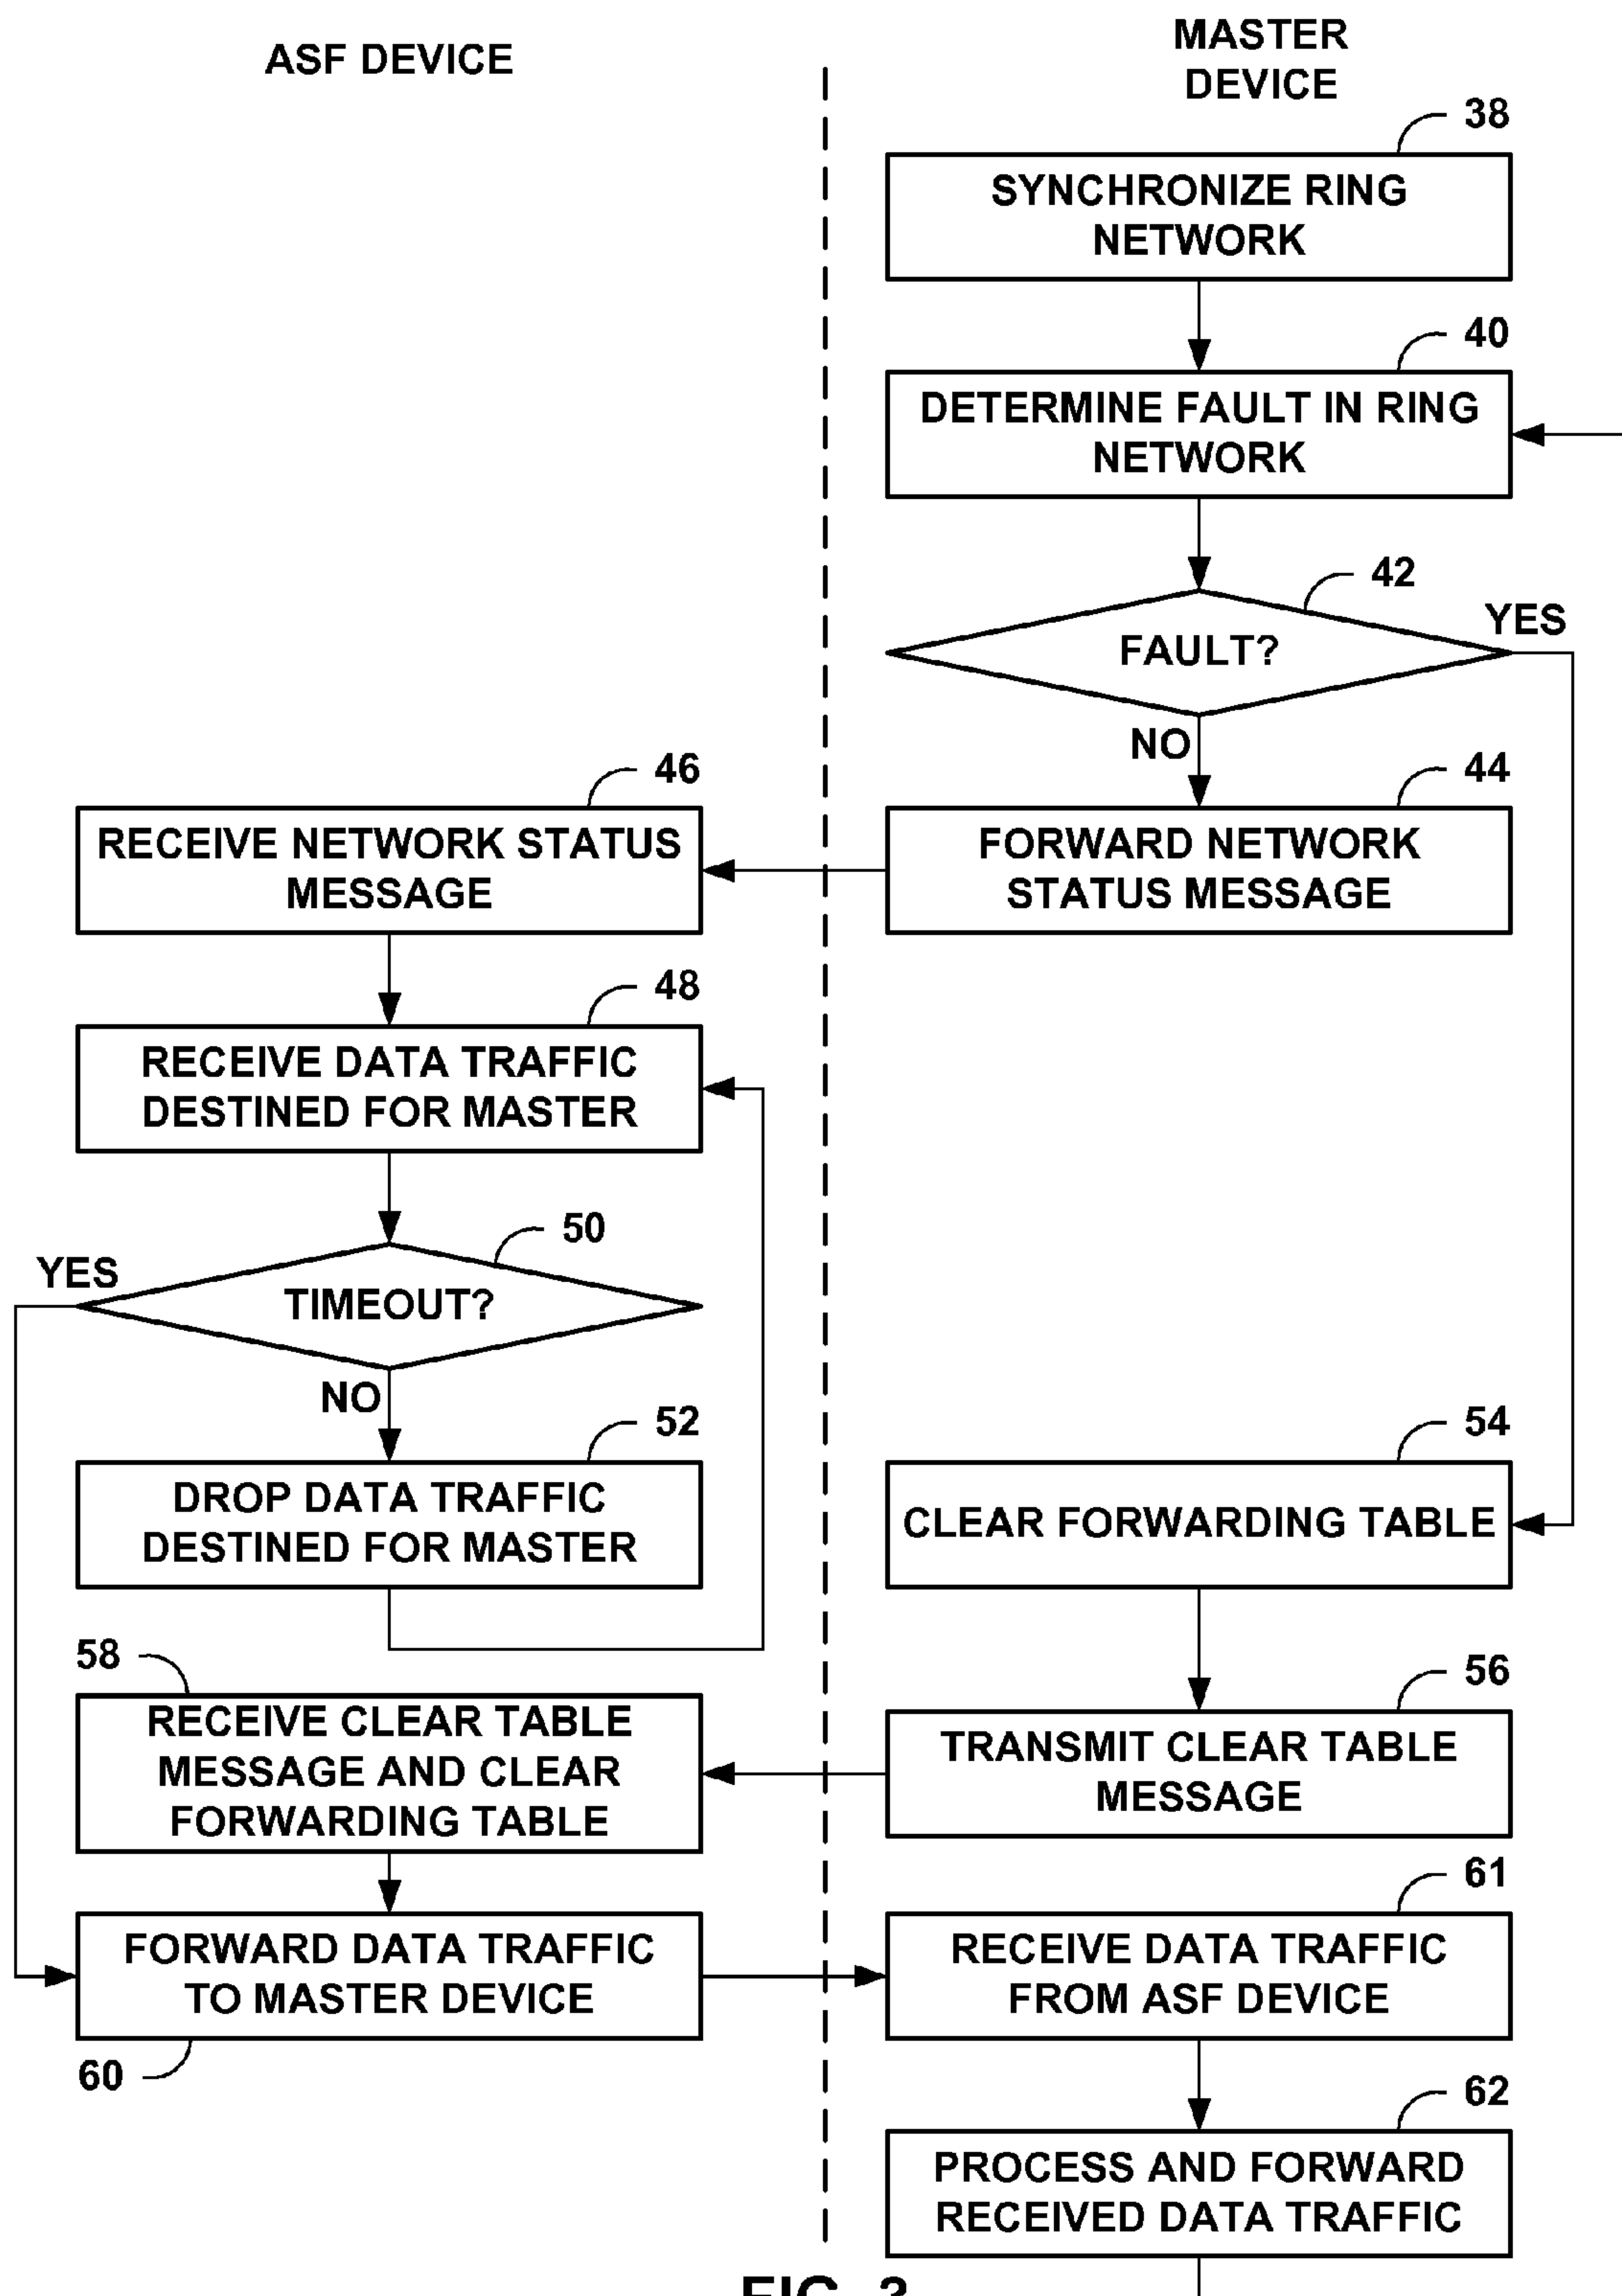 ASF DEVICE
MASTER
DEVICE
38
SYNCHRONIZE RING
NETWORK
40
DETERMINE FAULT IN RING
NETWORK
42
YES
FAULT?
NO
44
FORWARD NETWORK
STATUS MESSAGE
46
RECEIVE NETWORK STATUS
MESSAGE
48
RECEIVE DATA TRAFFIC
DESTINED FOR MASTER
50
YES
TIMEOUT?
NO
52
DROP DATA TRAFFIC
DESTINED FOR MASTER
54
CLEAR FORWARDING TABLE
56
TRANSMIT CLEAR TABLE
MESSAGE
58
RECEIVE CLEAR TABLE
MESSAGE AND CLEAR
FORWARDING TABLE
FORWARD DATA TRAFFIC
TO MASTER DEVICE
60
61
RECEIVE DATA TRAFFIC
FROM ASF DEVICE
62
PROCESS AND FORWARD
RECEIVED DATA TRAFFIC
FIG. 3